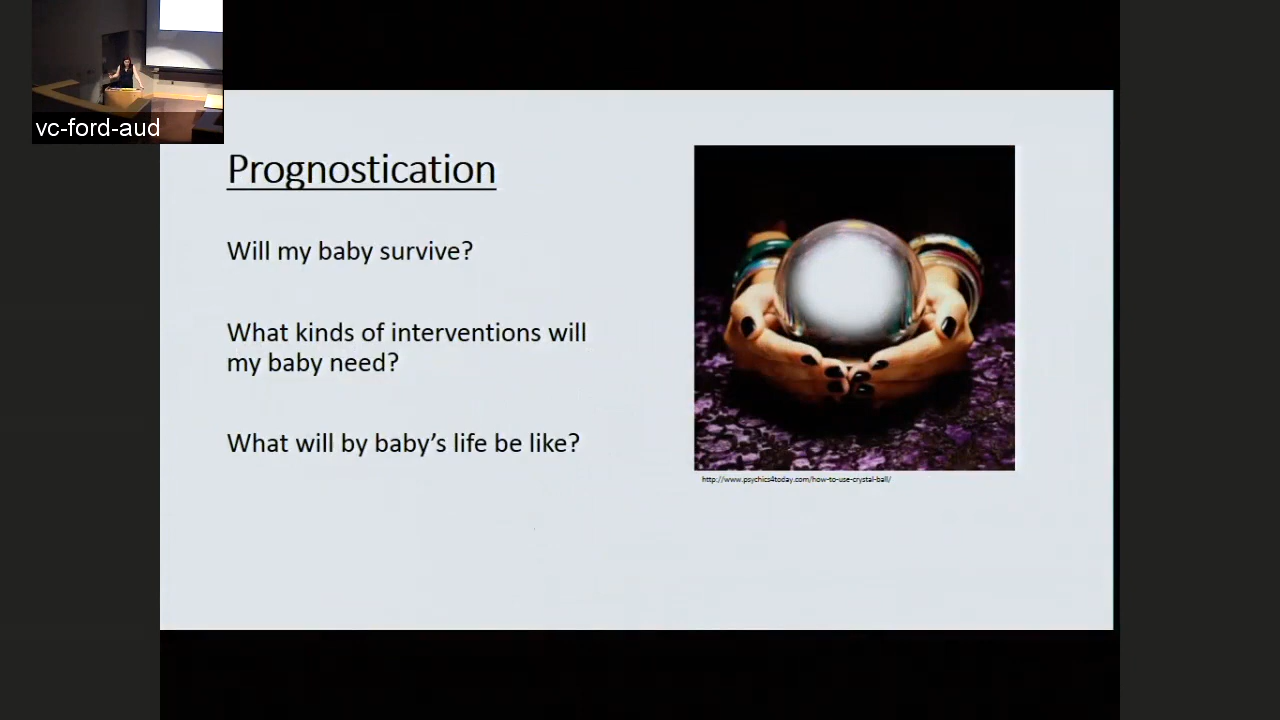 vc-ford-aud
Prognostication
Will my baby survive?
What kinds of interventions will
my baby need?
What will by baby’s life be like?
http://www.psychics4today.com/how-to-use-crystal-ball/